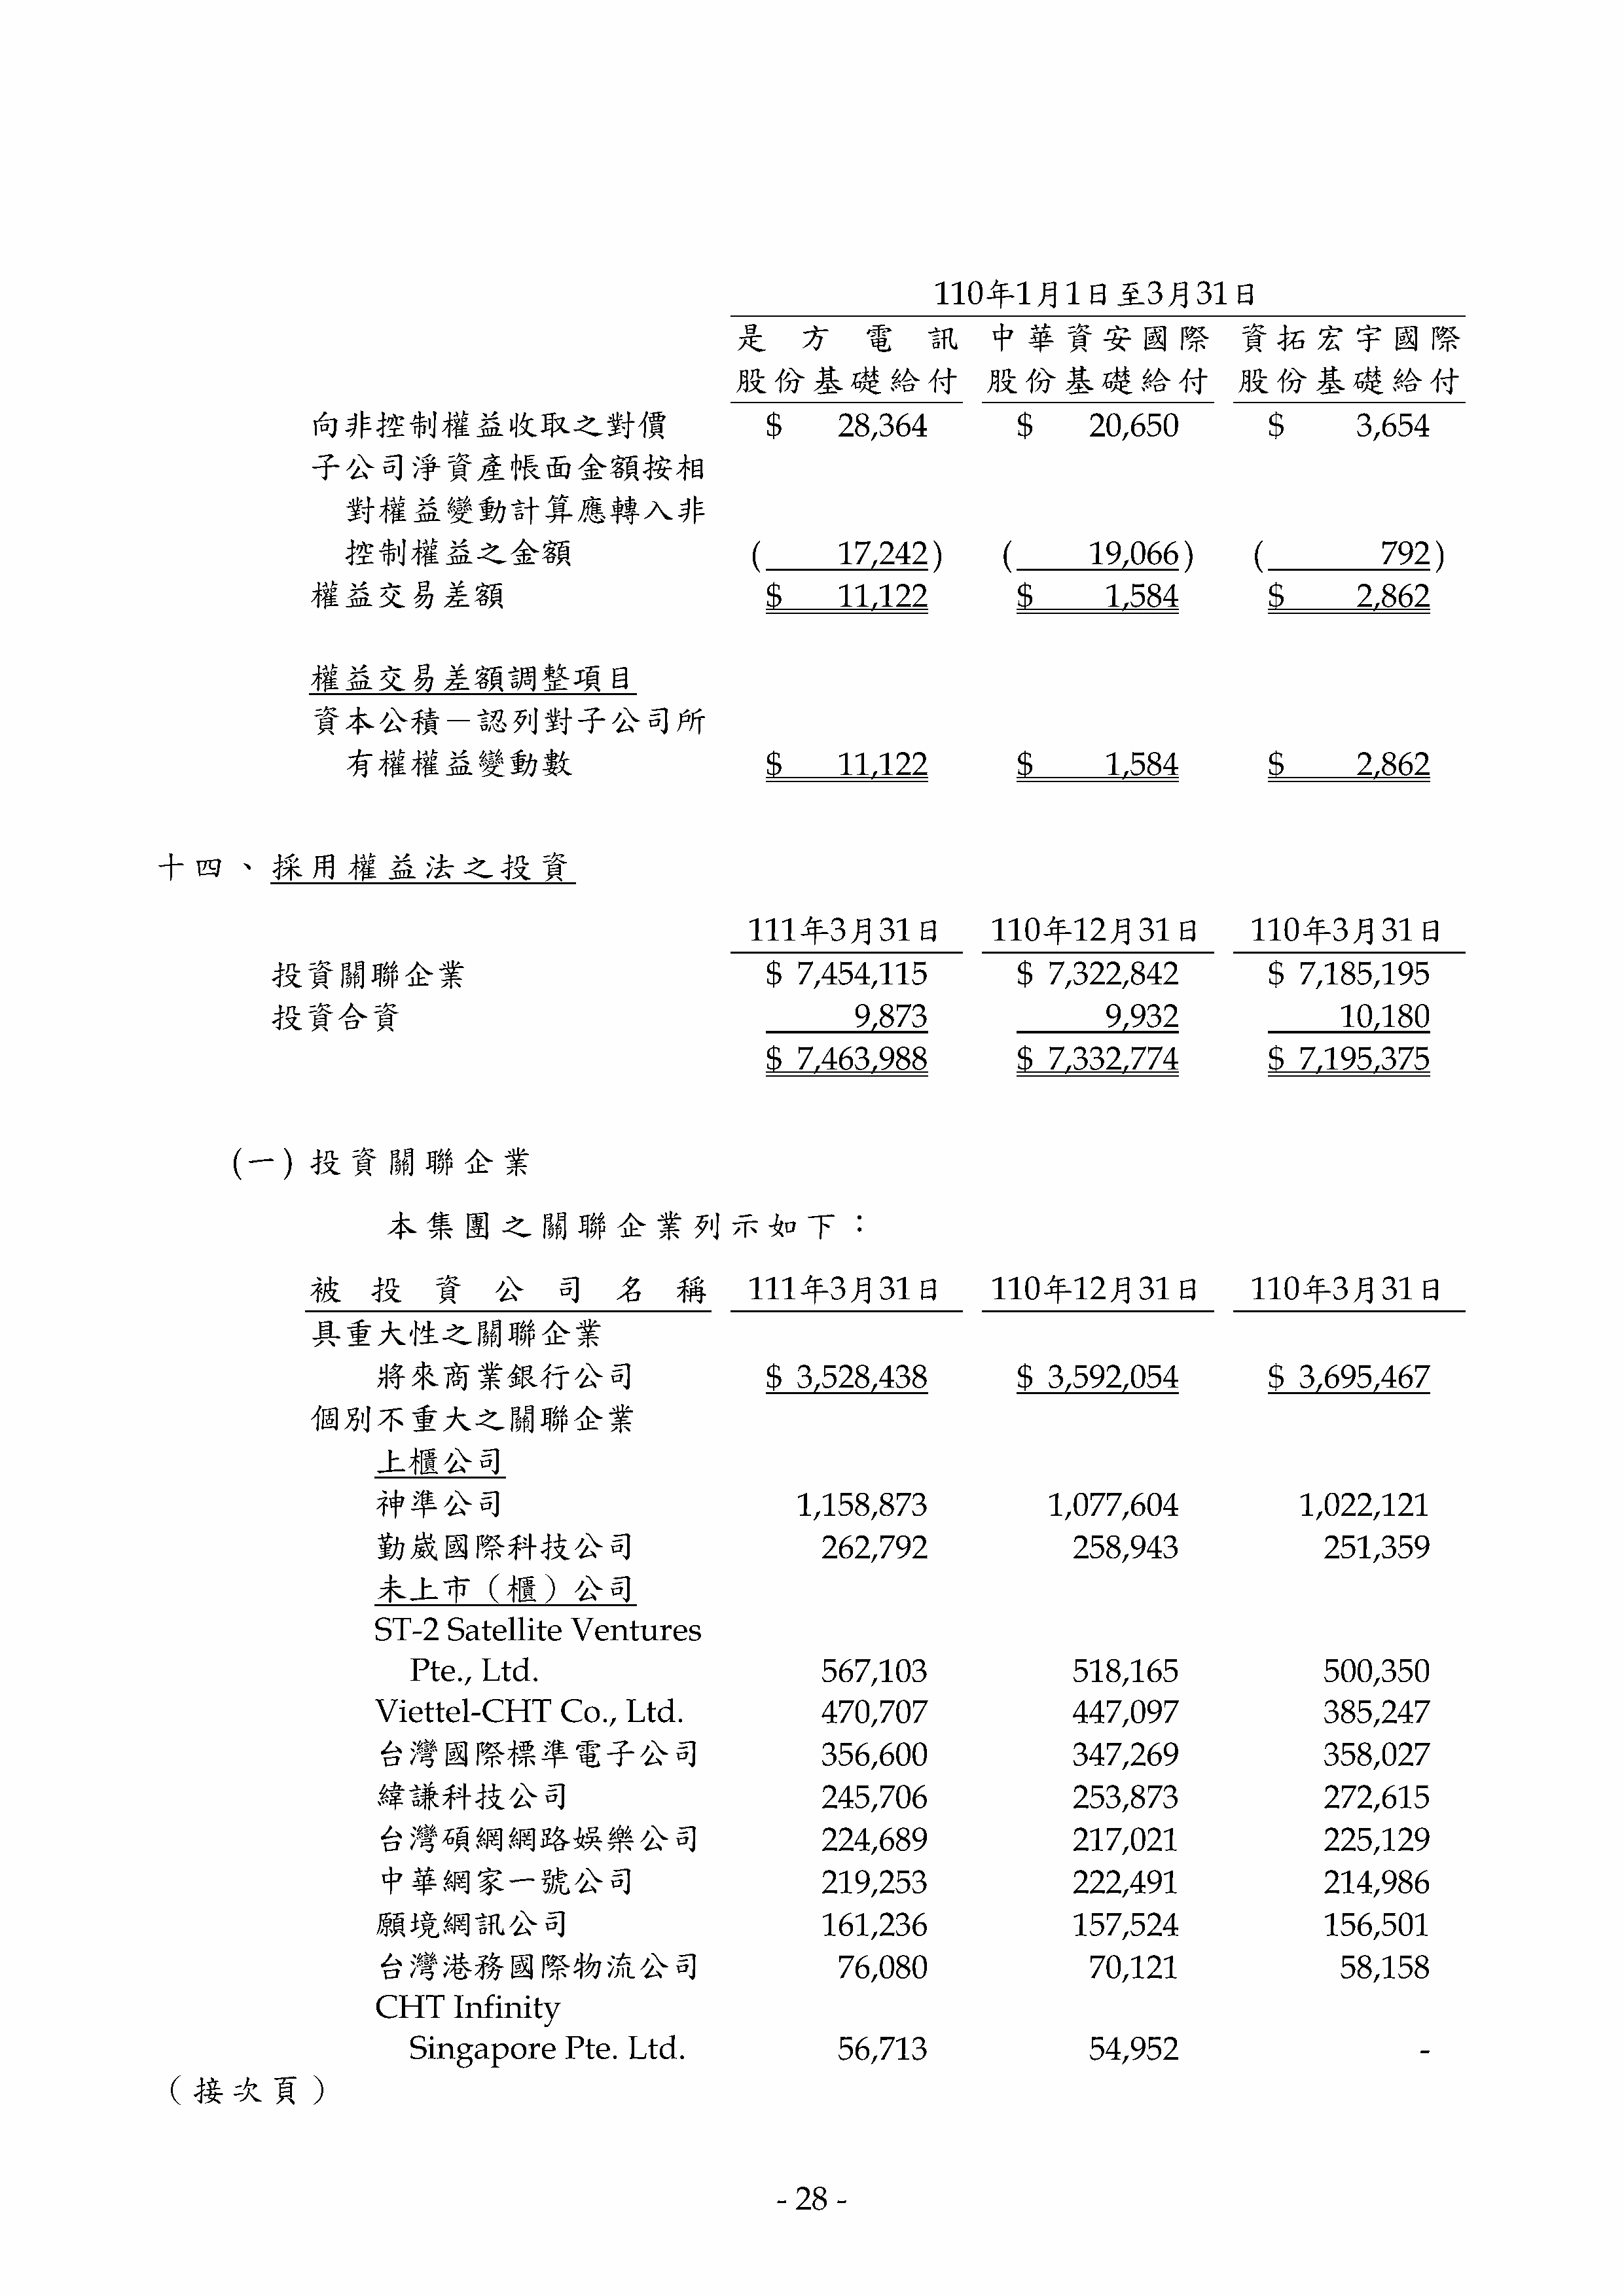 110年1月1日至3月31日
是方電訊 中華資安國際 資拓宏宇國際
股份基礎給付 股份基礎給付 股份基礎給付
向非控制權益收取之對價 $ 28,364 $ 20,650 $ 3,654
子公司淨資產帳面金額按相
對權益變動計算應轉入非
控制權益之金額 ( 17,242) ( 19,066) ( 792)
權益交易差額 $ 11,122 $ 1,584 $ 2,862
權益交易差額調整項目
資本公積－認列對子公司所
有權權益變動數 $ 11,122 $ 1,584 $ 2,862
十四、採用權益法之投資
111年3月31日 110年12月31日 110年3月31日
投資關聯企業 $ 7,454,115 $ 7,322,842 $ 7,185,195
投資合資 9,873 9,932 10,180
$ 7,463,988 $ 7,332,774 $ 7,195,375
(一) 投資關聯企業
本集團之關聯企業列示如下：
被投資公司名稱 111年3月31日 110年12月31日 110年3月31日
具重大性之關聯企業
將來商業銀行公司 $ 3,528,438 $ 3,592,054 $ 3,695,467
個別不重大之關聯企業
上櫃公司
神準公司 1,158,873 1,077,604 1,022,121
勤崴國際科技公司 262,792 258,943 251,359
未上市（櫃）公司
ST-2 Satellite Ventures
Pte., Ltd. 567,103 518,165 500,350
Viettel-CHT Co., Ltd. 470,707 447,097 385,247
台灣國際標準電子公司 356,600 347,269 358,027
緯謙科技公司 245,706 253,873 272,615
台灣碩網網路娛樂公司 224,689 217,021 225,129
中華網家一號公司 219,253 222,491 214,986
願境網訊公司 161,236 157,524 156,501
台灣港務國際物流公司 76,080 70,121 58,158
CHT Infinity
Singapore Pte. Ltd. 56,713 54,952 -
（接次頁）
- 28 -